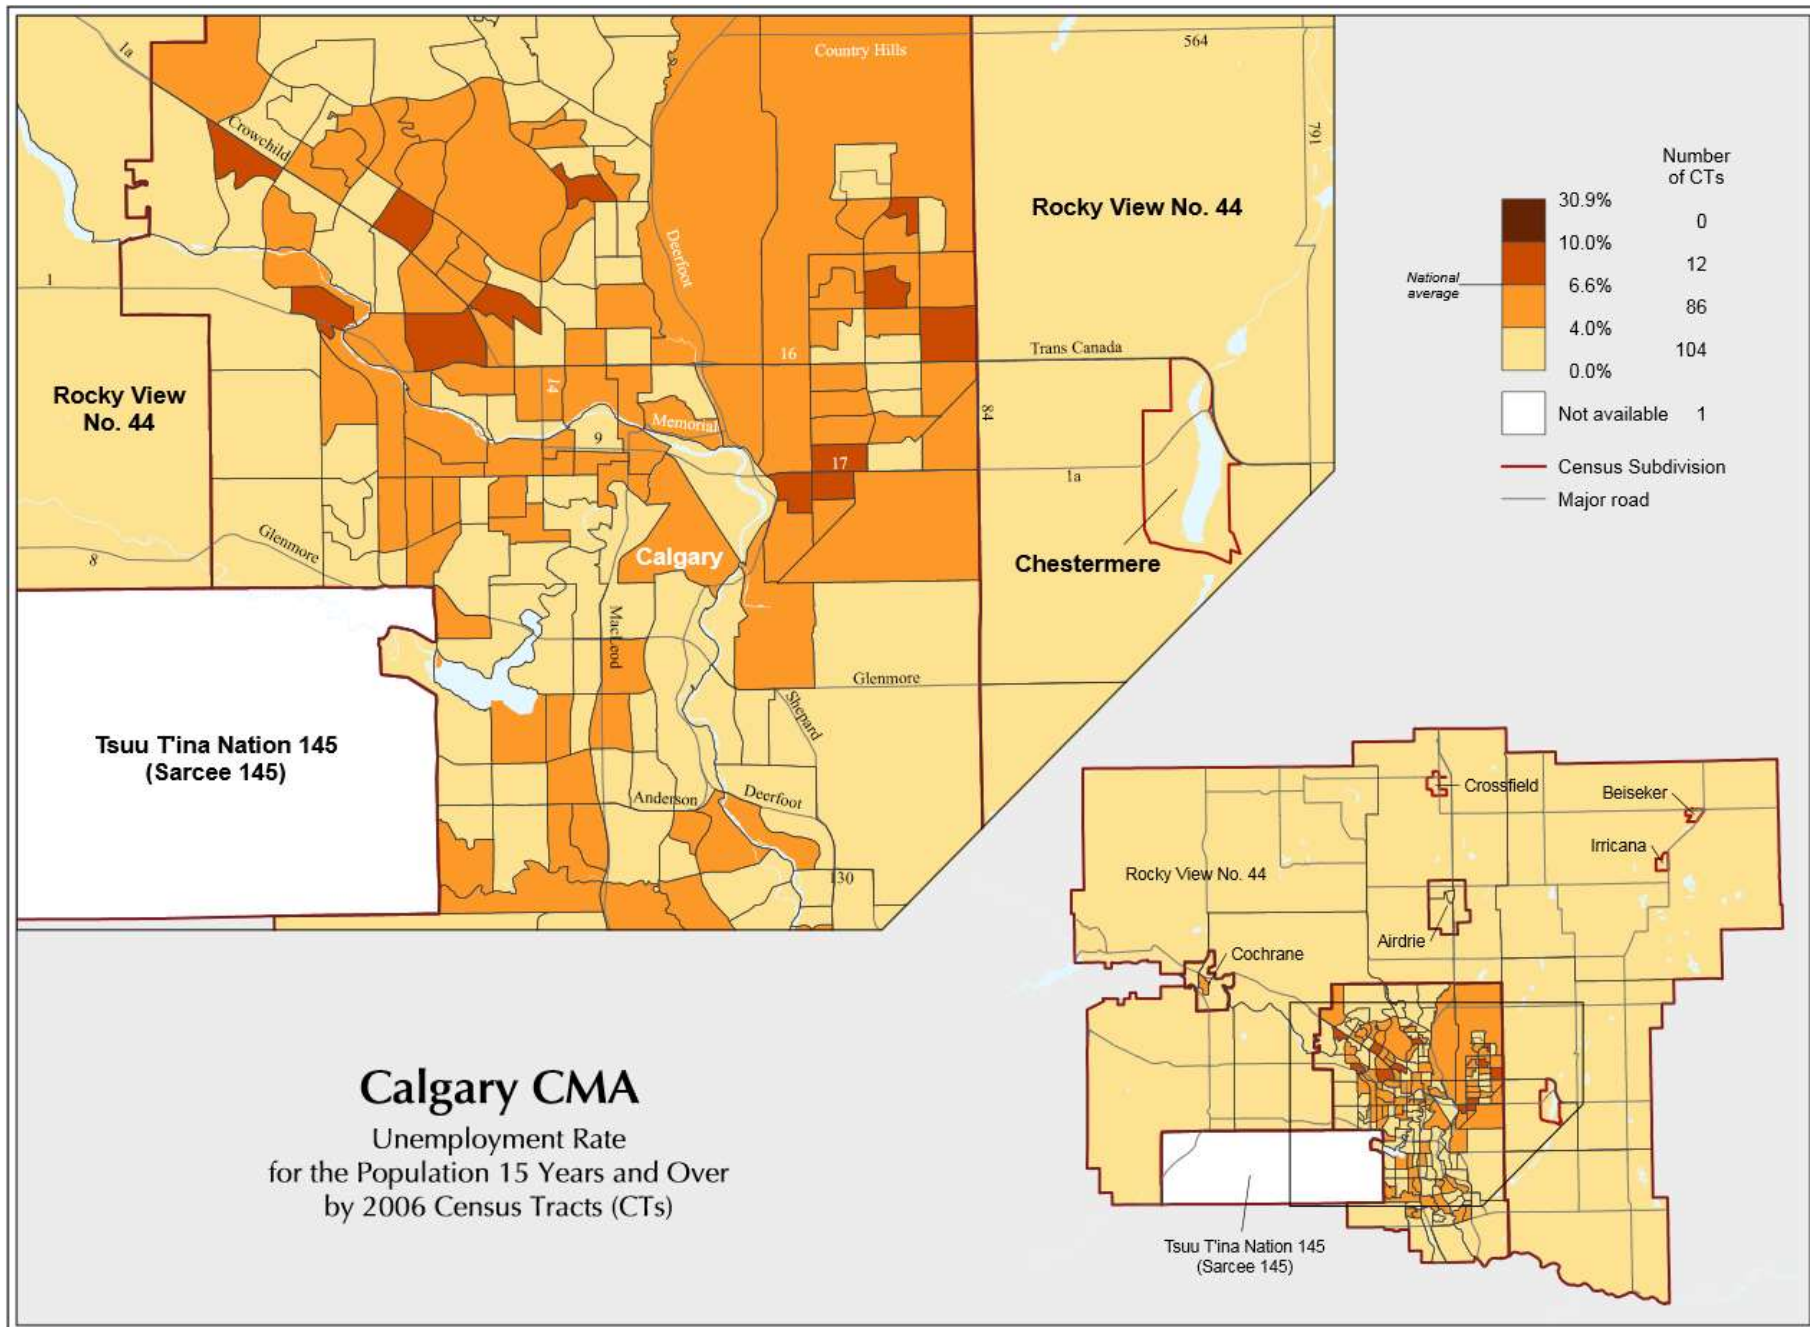 1a
Country Hills
564
Crowchild
791
Rocky View No. 44
Deerfoot
1
16
Trans Canada
Rocky View
No. 44
14
84
Memorial
9
17
1a
Glenmore
8
Calgary
Chestermere
MacLeod
Glenmore
Shepard
Tsuu T'ina Nation 145
(Sarcee 145)
Anderson
Deerfoot
130
Number
of CTs
30.9%
0
10.0%
12
National
average
6.6%
86
4.0%
104
0.0%
Not available 1
Census Subdivision
Major road
Crossfield
Beiseker
Irricana
Rocky View No. 44
Airdrie
Cochrane
Tsuu T'ina Nation 145
(Sarcee 145)
Calgary CMA
Unemployment Rate
for the Population 15 Years and Over
by 2006 Census Tracts (CTs)